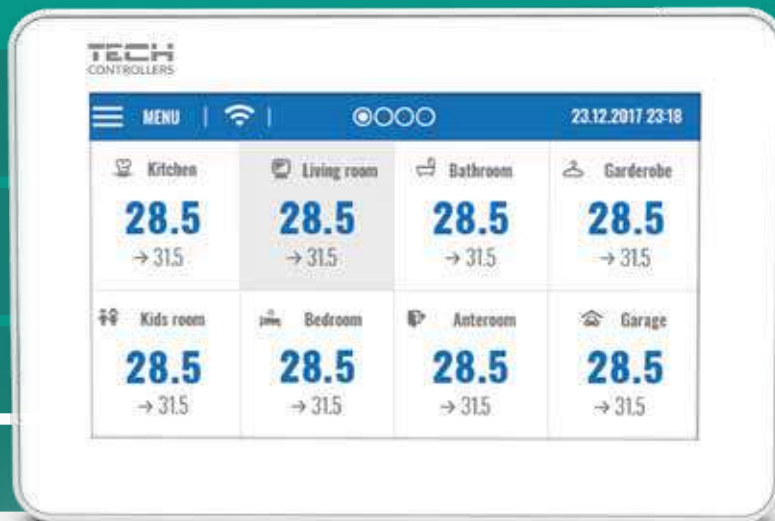 TECH
CONTROLLERS
MENU | | 23.12.2017 23:18
Kitchen Living room Bathroom Garderobe
28.5 28.5 28.5 28.5
→ 31.5 → 31.5 → 31.5 → 31.5
Kids room Bedroom Anteroom Garage
28.5 28.5 28.5 28.5
→ 31.5 → 31.5 → 31.5 → 31.5